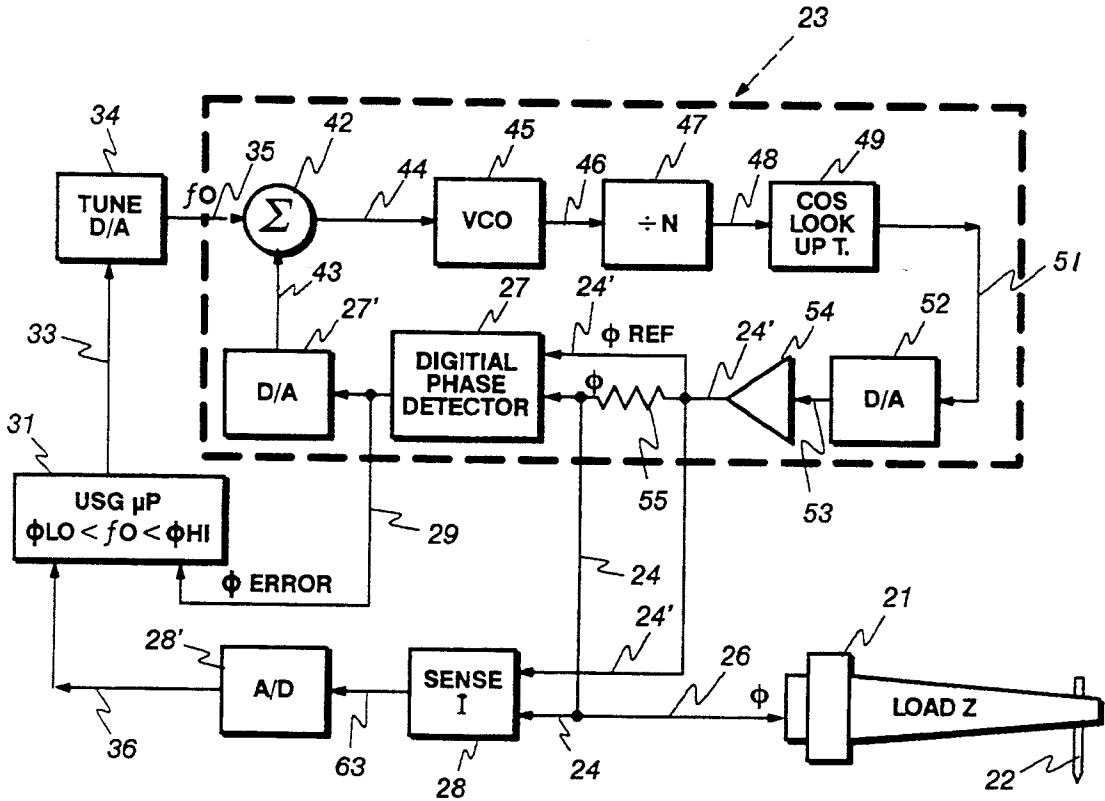 23
34
42
45
47
49
35
44
46
48
fO
TUNE
D/A
Σ
VCO
÷N
COS
LOOK
UP T.
51
43
27'
27
24'
54
52
33
ϕ REF
24'
D/A
DIGITIAL
PHASE
DETECTOR
ϕ
D/A
31
55
53
USG µP
ϕLO < fO < ϕHI
29
24
ϕ ERROR
24'
21
28'
26
A/D
SENSE
I
ϕ
LOAD Z
36
63
28
24
22